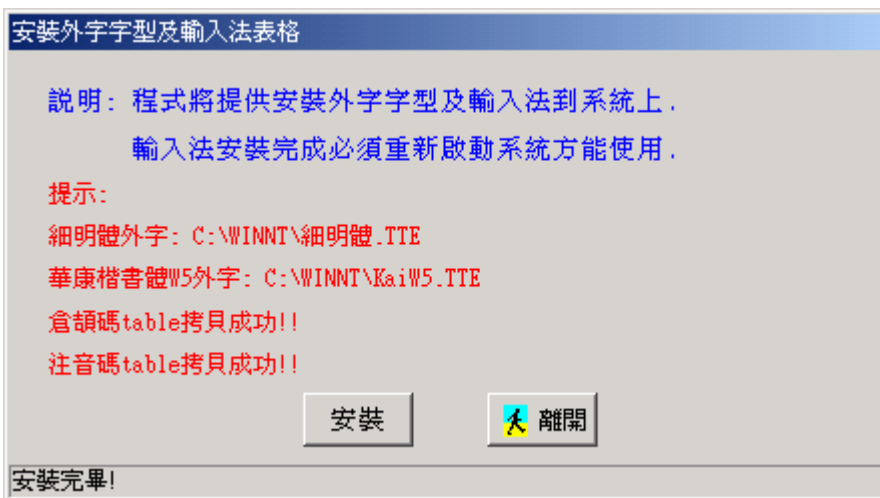 安裝外字字型及輸入法表格
說明: 程式將提供安裝外字字型及輸入法到系統上.
輸入法安裝完成必須重新啟動系統方能使用.
提示:
細明體外字: C:\WINNT\細明體.TTE
華康楷書體W5外字: C:\WINNT\KaiW5.TTE
倉頡碼table拷貝成功!!
注音碼table拷貝成功!!
安裝 離開
安裝完畢!